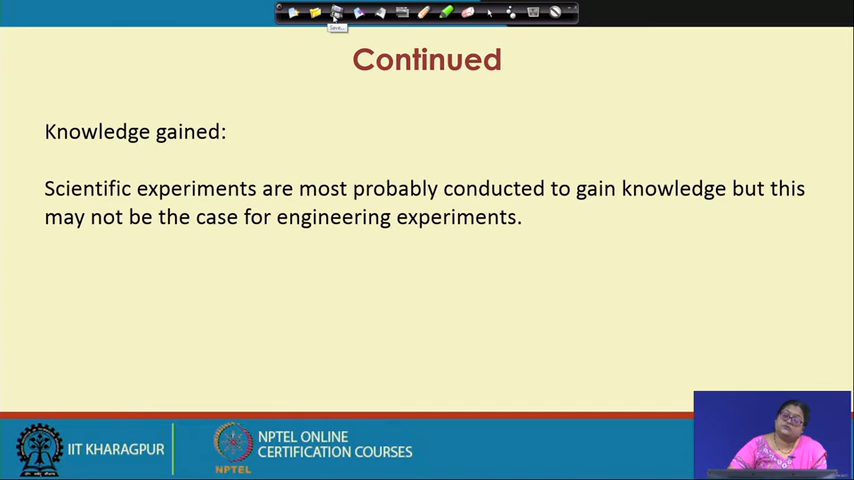 Save...
Continued
Knowledge gained:
Scientific experiments are most probably conducted to gain knowledge but this
may not be the case for engineering experiments.
IIT KHARAGPUR
NPTEL
NPTEL ONLINE
CERTIFICATION COURSES